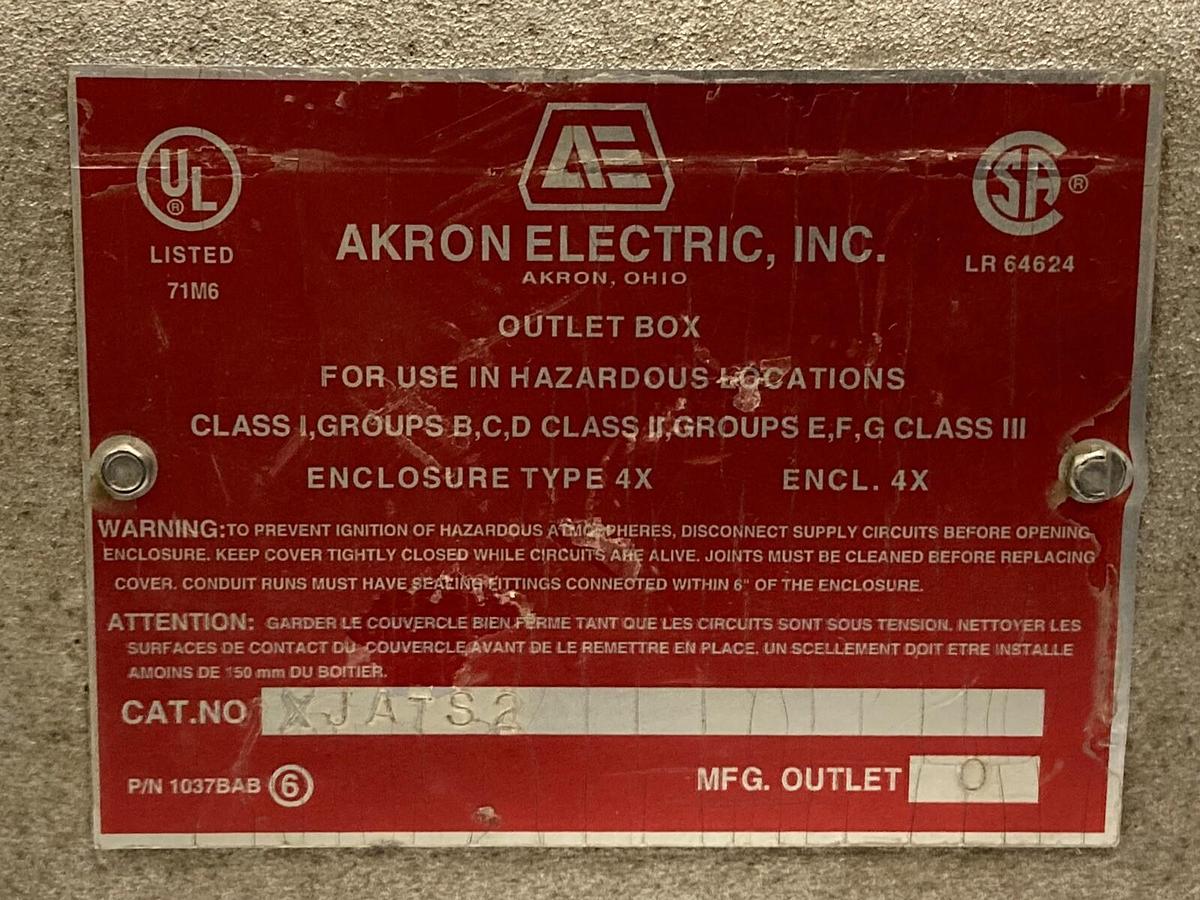 UL ®
LISTED
71M6
AE
AKRON ELECTRIC, INC.
AKRON, OHIO
CSA ®
LR 64624
OUTLET BOX
FOR USE IN HAZARDOUS LOCATIONS
CLASS I,GROUPS B,C,D CLASS II,GROUPS E,F,G CLASS III
ENCLOSURE TYPE 4X ENCL. 4X
WARNING:TO PREVENT IGNITION OF HAZARDOUS ATMOSPHERES, DISCONNECT SUPPLY CIRCUITS BEFORE OPENING
ENCLOSURE. KEEP COVER TIGHTLY CLOSED WHILE CIRCUITS ARE ALIVE. JOINTS MUST BE CLEANED BEFORE REPLACING
COVER. CONDUIT RUNS MUST HAVE SEALING FITTINGS CONNEOTED WITHIN 6" OF THE ENCLOSURE.
ATTENTION: GARDER LE COUVERCLE BIEN FERME TANT QUE LES CIRCUITS SONT SOUS TENSION. NETTOYER LES
SURFACES DE CONTACT DU COUVERCLE AVANT DE LE REMETTRE EN PLACE. UN SCELLEMENT DOIT ETRE INSTALLE
AMOINS DE 150 mm DU BOITIER.
CAT.NO XJATS2
P/N 1037BAB 6
MFG. OUTLET 0